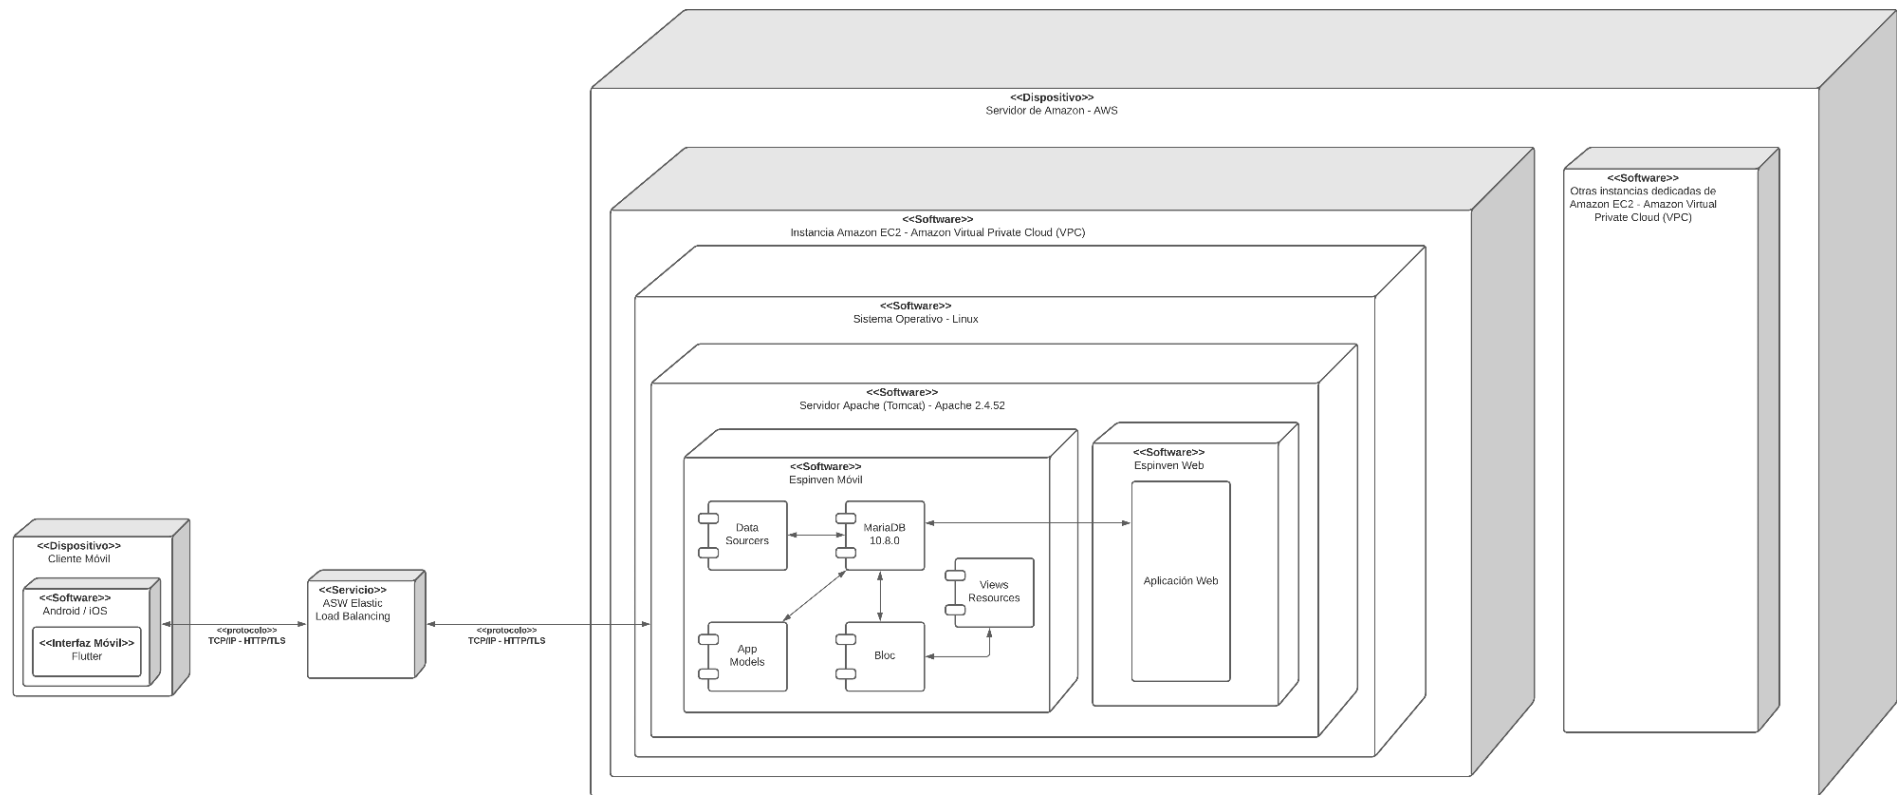 <<Dispositivo>>
Servidor de Amazon - AWS
<<Software>>
Instancia Amazon EC2 - Amazon Virtual Private Cloud (VPC)
<<Software>>
Otras instancias dedicadas de
Amazon EC2 - Amazon Virtual
Private Cloud (VPC)
<<Software>>
Sistema Operativo - Linux
<<Software>>
Servidor Apache (Tomcat) - Apache 2.4.52
<<Software>>
Espinven Móvil
Data
Sourcers
MariaDB
10.8.0
Views
Resources
App
Models
Bloc
<<Software>>
Espinven Web
Aplicación Web
<<Dispositivo>>
Cliente Móvil
<<Software>>
Android / iOS
<<Interfaz Móvil>>
Flutter
<<protocolo>>
TCP/IP - HTTP/TLS
<<Servicio>>
ASW Elastic
Load Balancing
<<protocolo>>
TCP/IP - HTTP/TLS